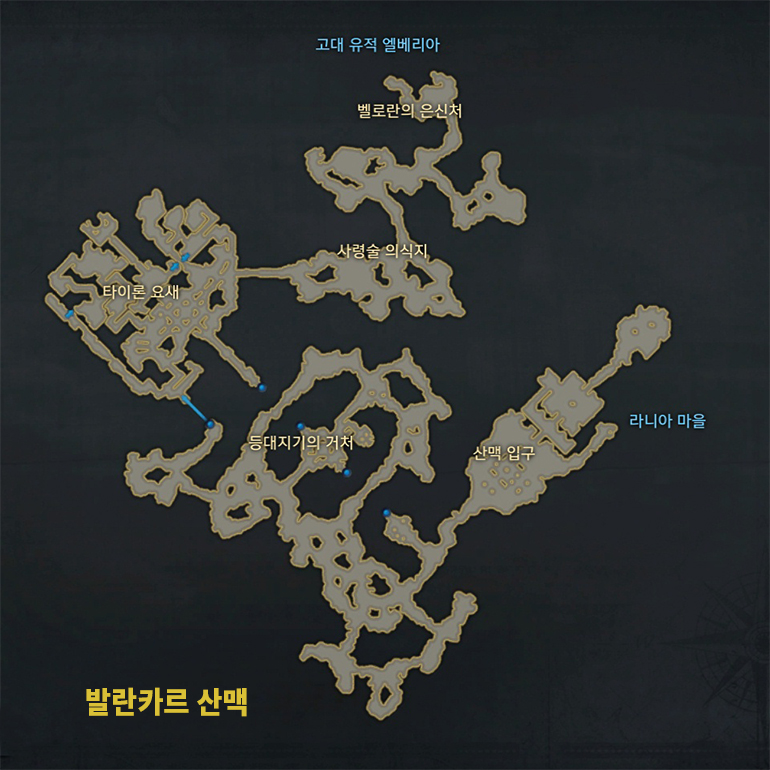 고대 유적 엘베리아
벨로란의 은신처
사령술 의식지
타이론 요새
라니아 마을
등대지기의 거처
산맥 입구
발란카르 산맥